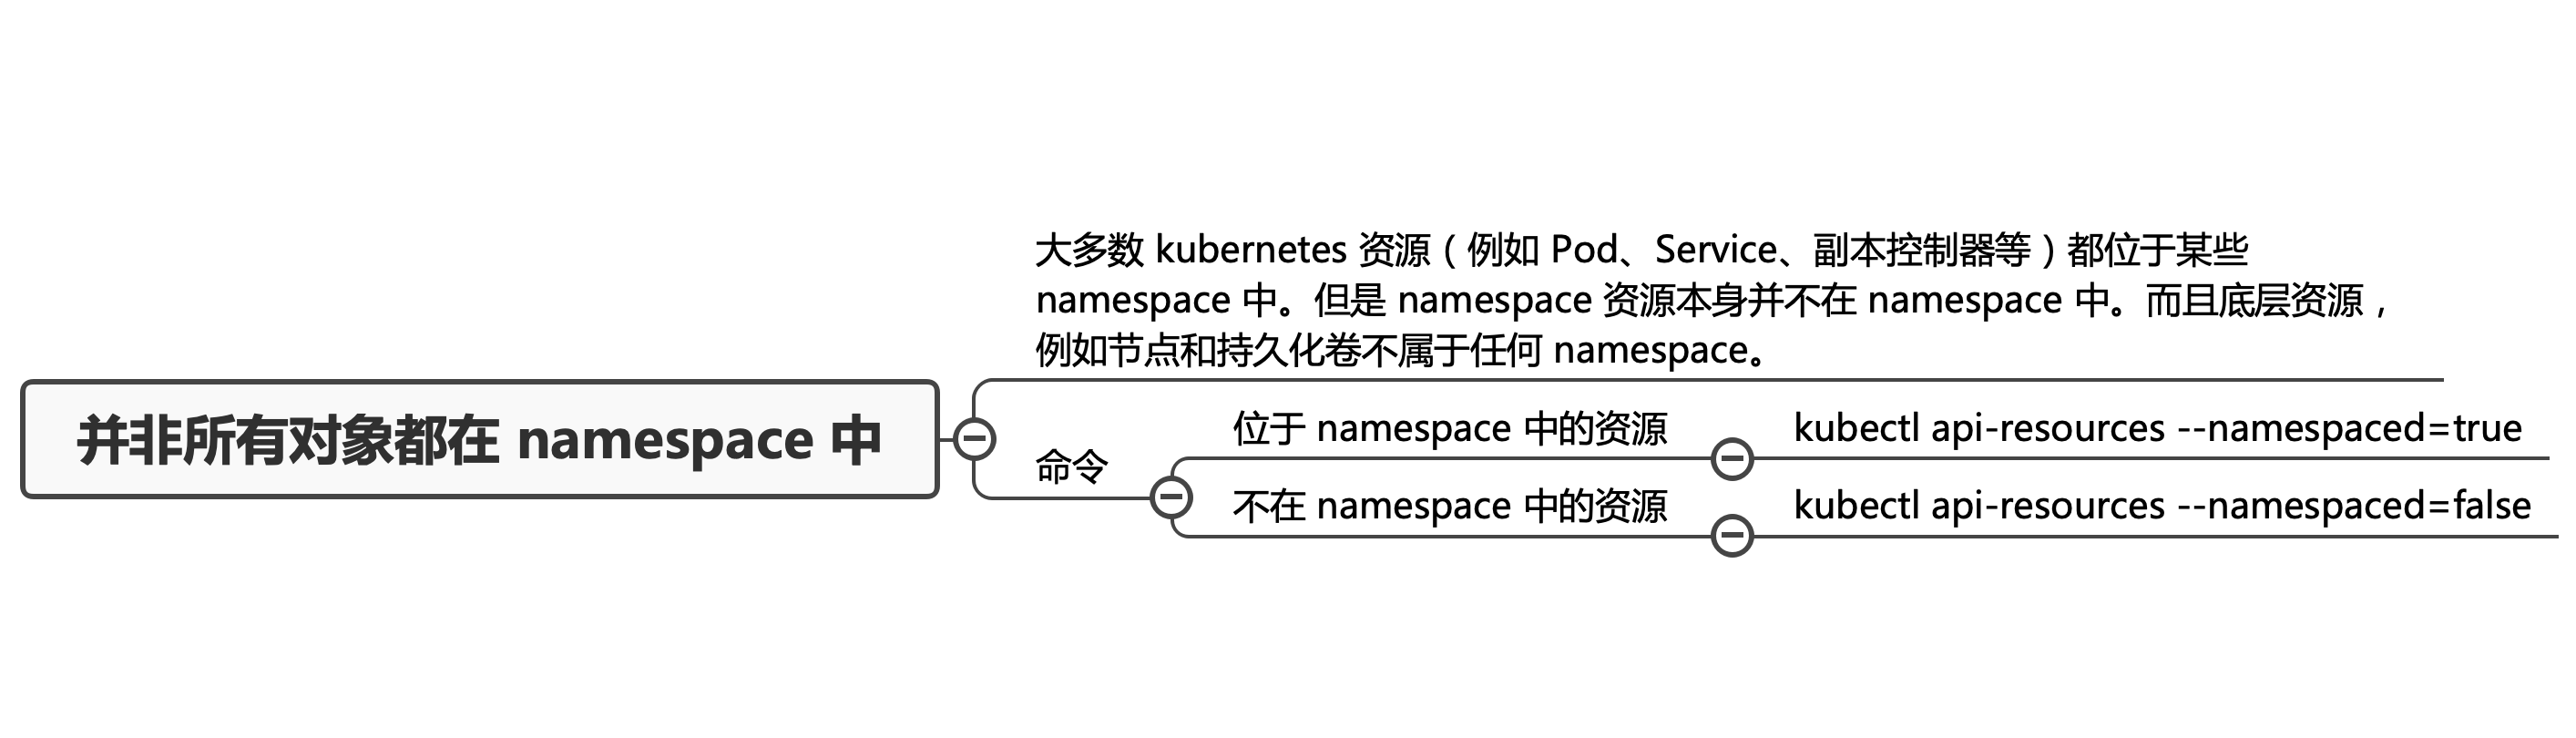 并非所有对象都在 namespace 中
大多数 kubernetes 资源（例如 Pod、Service、副本控制器等）都位于某些
namespace 中。但是 namespace 资源本身并不在 namespace 中。而且底层资源，
例如节点和持久化卷不属于任何 namespace。
命令
位于 namespace 中的资源
kubectl api-resources --namespaced=true
不在 namespace 中的资源
kubectl api-resources --namespaced=false